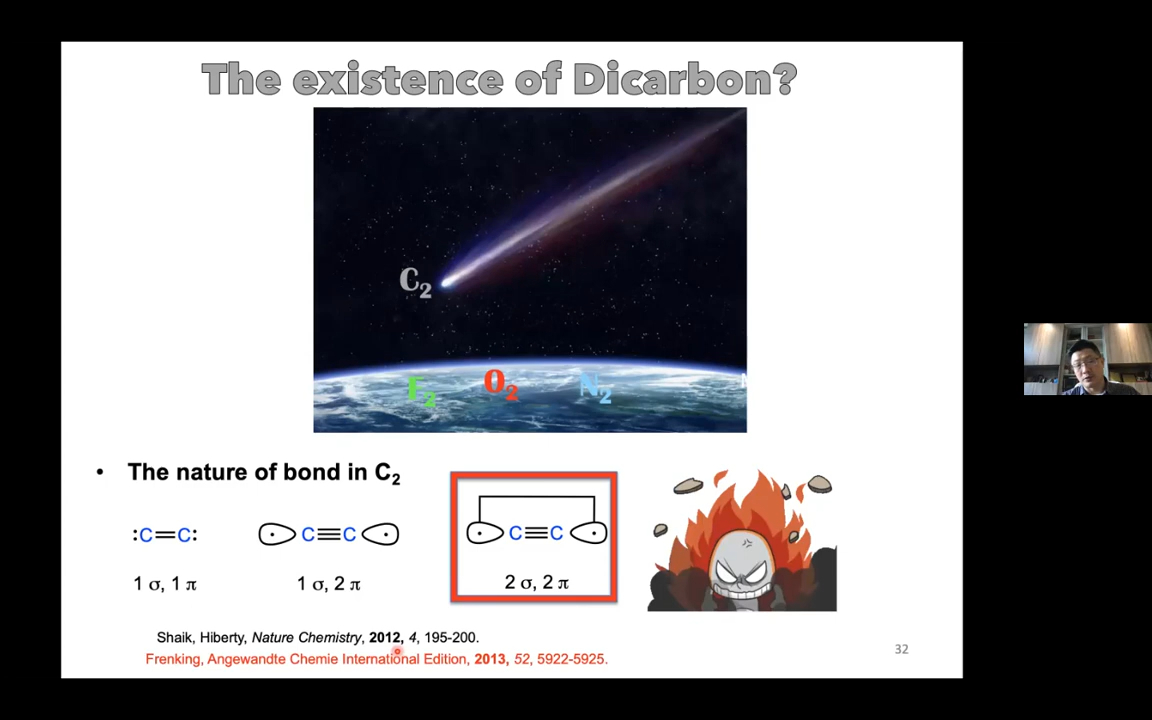 The existence of Dicarbon?
C₂
F₂
O₂
N₂
• The nature of bond in C₂
:C=C:
C≡C
C≡C
1 σ, 1 π
1 σ, 2 π
2 σ, 2 π
Shaik, Hiberty, Nature Chemistry, 2012, 4, 195-200.
Frenking, Angewandte Chemie International Edition, 2013, 52, 5922-5925.
32